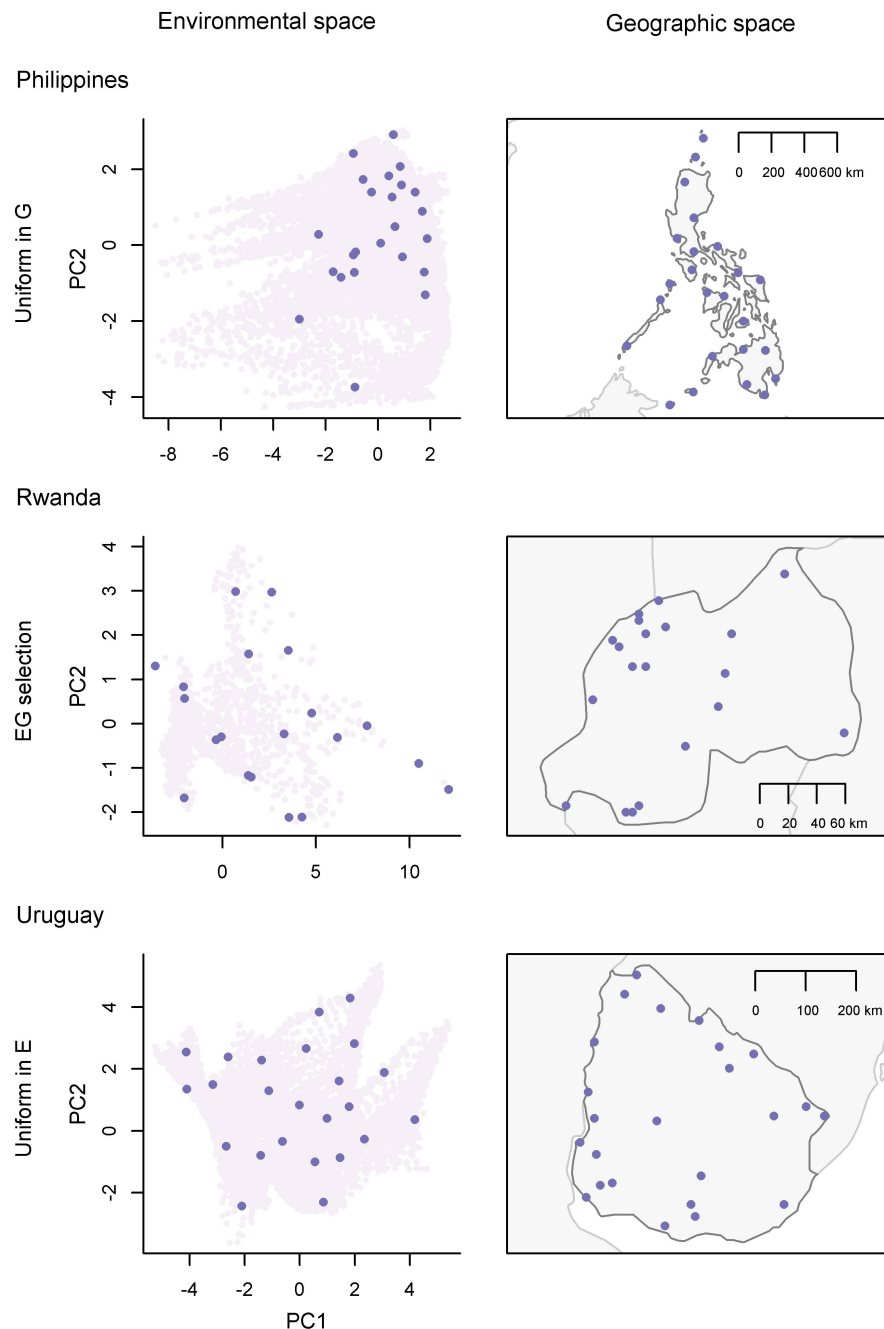 Environmental space
Geographic space
Philippines
Uniform in G
PC2
2
0
-2
-4
-8 -6 -4 -2 0 2
0 200 400 600 km
Rwanda
EG selection
PC2
4
3
2
1
0
-1
-2
0 5 10
0 20 40 60 km
Uruguay
Uniform in E
PC2
4
2
0
-2
-4 -2 0 2 4
PC1
0 100 200 km